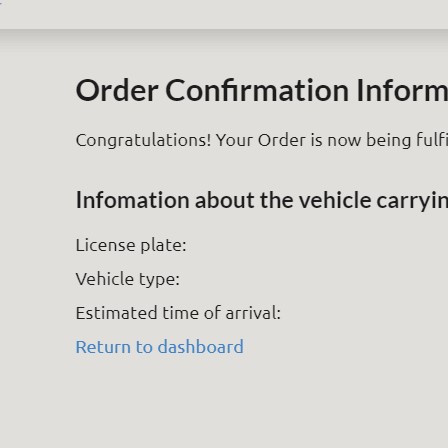 Order Confirmation Inform
Congratulations! Your Order is now being fulfi
Infomation about the vehicle carryin
License plate:
Vehicle type:
Estimated time of arrival:
Return to dashboard